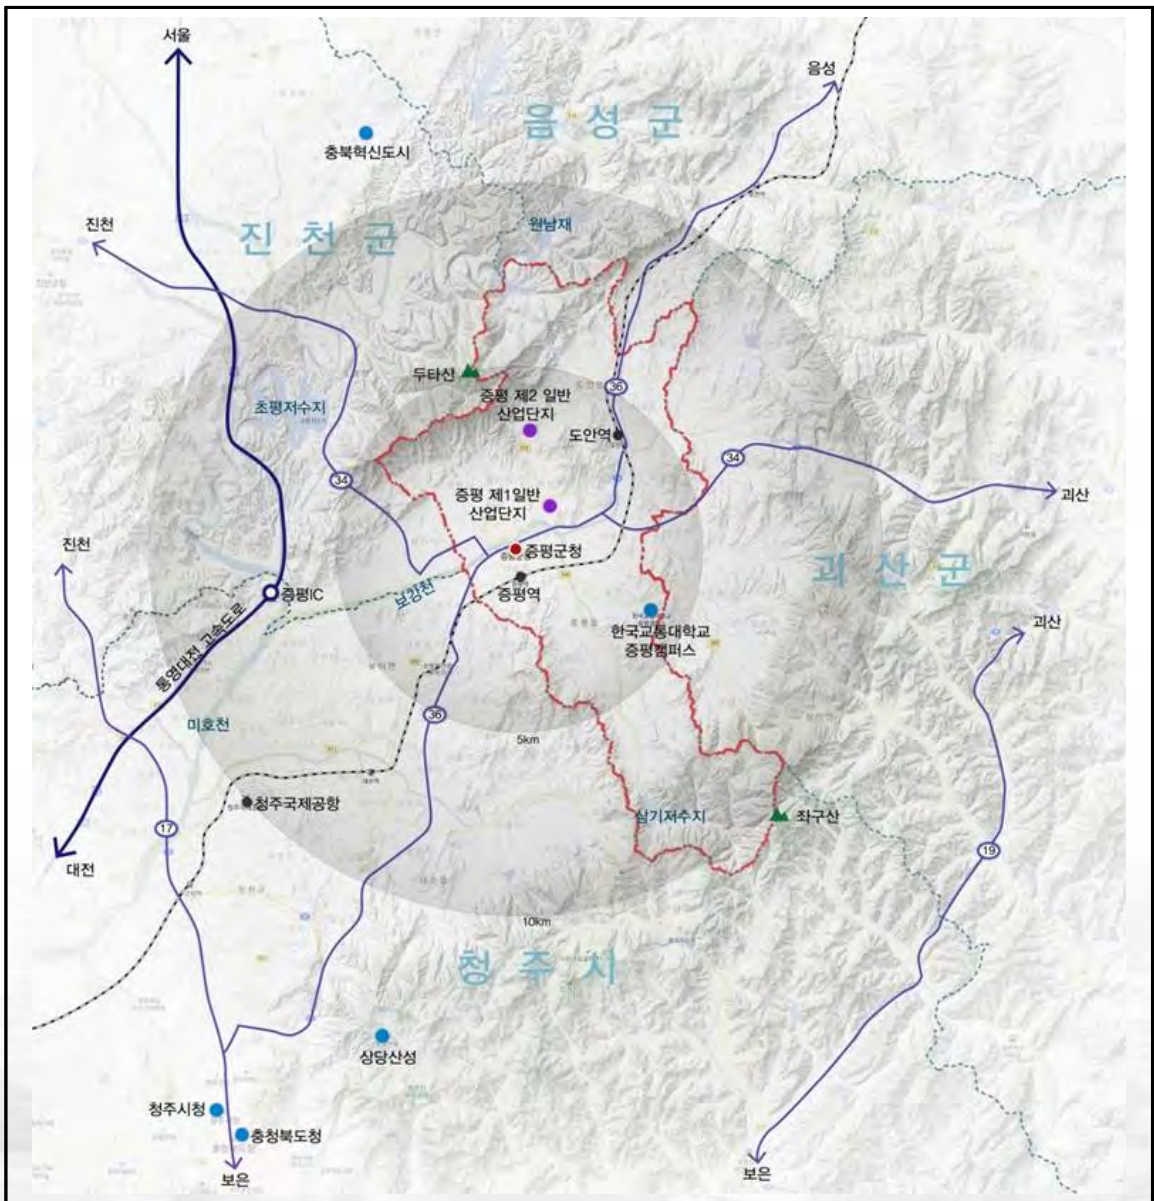 서울
음성
음성군
충북혁신도시
진천
진천군
원남재
두타산
증평 제2 일반
산업단지
36
초평저수지
도안역
34
34
괴산
증평 제1일반
산업단지
증평군청
진천
괴산군
증평IC
보강천
증평역
한국교통대학교
증평캠퍼스
괴산
통영대전 고속도로
미호천
36
5km
청주국제공항
삼기저수지
좌구산
17
19
대전
10km
청주시
상당산성
청주시청
충청북도청
보은
보은